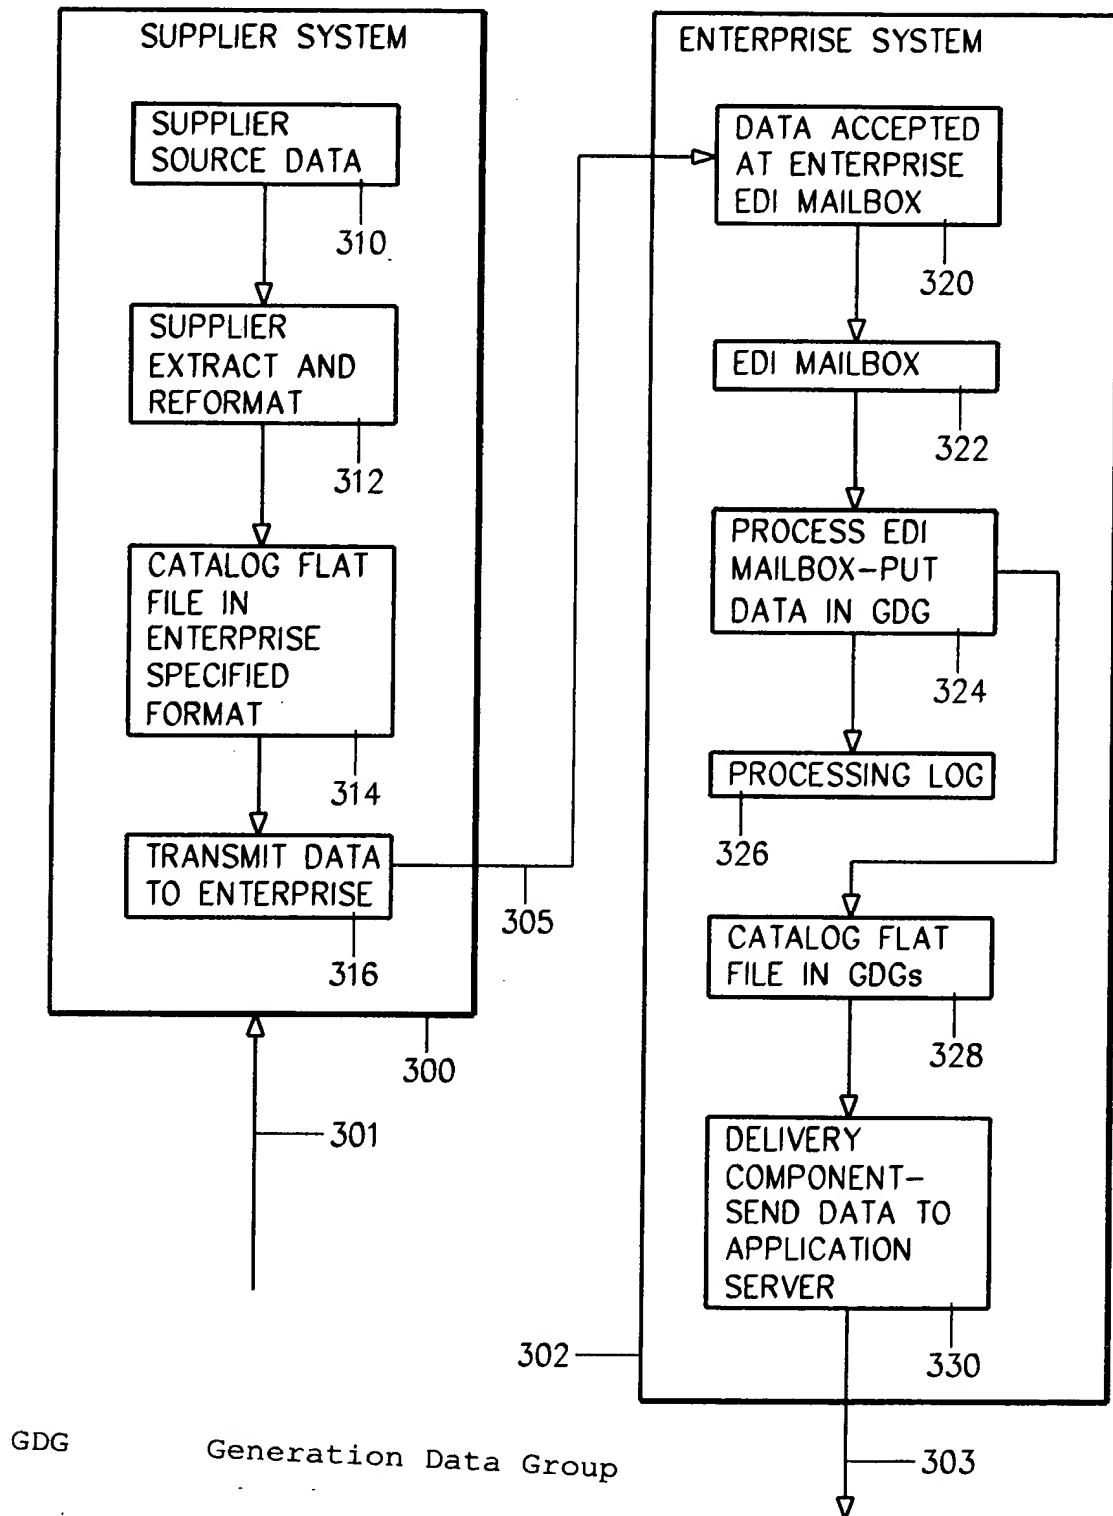 SUPPLIER SYSTEM
SUPPLIER
SOURCE DATA
310
SUPPLIER
EXTRACT AND
REFORMAT
312
CATALOG FLAT
FILE IN
ENTERPRISE
SPECIFIED
FORMAT
314
TRANSMIT DATA
TO ENTERPRISE
316
300
301
305
ENTERPRISE SYSTEM
DATA ACCEPTED
AT ENTERPRISE
EDI MAILBOX
320
EDI MAILBOX
322
PROCESS EDI
MAILBOX-PUT
DATA IN GDG
324
PROCESSING LOG
326
CATALOG FLAT
FILE IN GDGs
328
DELIVERY
COMPONENT-
SEND DATA TO
APPLICATION
SERVER
330
302
303
GDG Generation Data Group